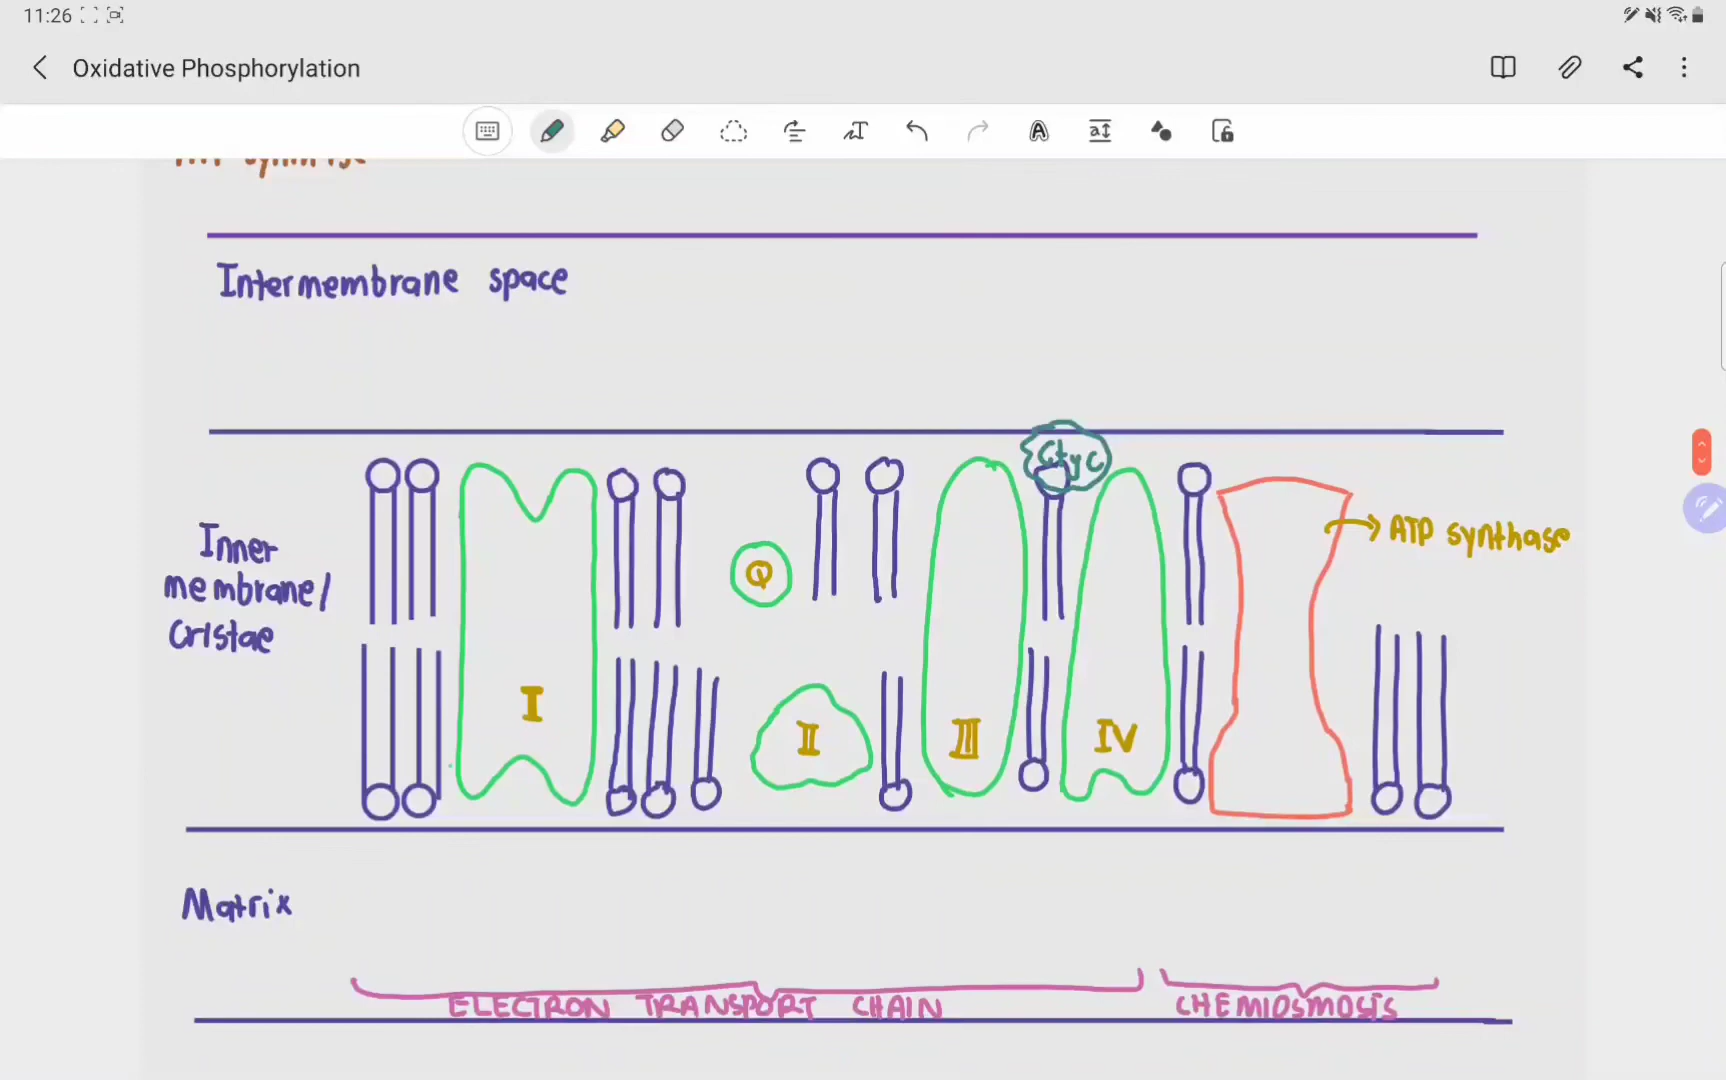 11:26
Oxidative Phosphorylation
Intermembrane space
Ctyc
Inner
membrane/
Cristae
Q
ATP synthase
I
II
III
IV
Matrix
ELECTRON TRANSPORT CHAIN
CHEMIOSMOSIS